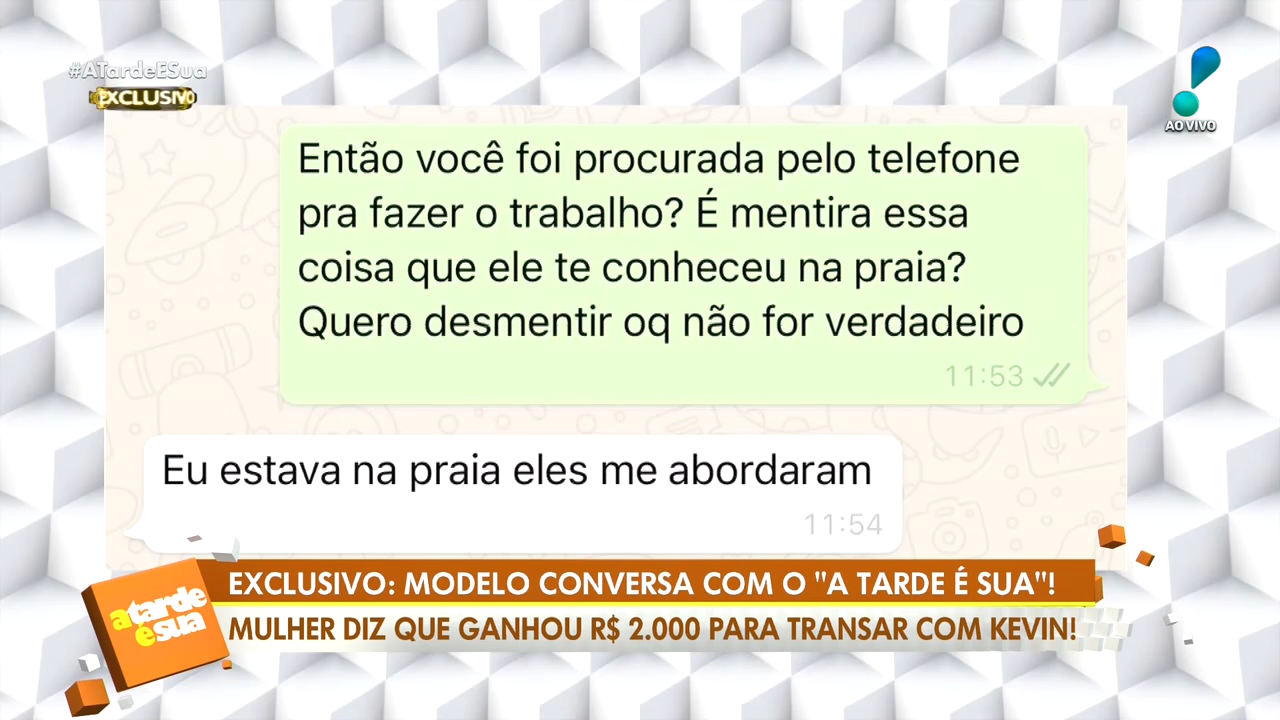 #ATardeESua
EXCLUSIVO
AO VIVO
Então você foi procurada pelo telefone
pra fazer o trabalho? É mentira essa
coisa que ele te conheceu na praia?
Quero desmentir oq não for verdadeiro
11:53
Eu estava na praia eles me abordaram
11:54
a tarde
é sua
EXCLUSIVO: MODELO CONVERSA COM O "A TARDE É SUA"!
MULHER DIZ QUE GANHOU R$ 2.000 PARA TRANSAR COM KEVIN!